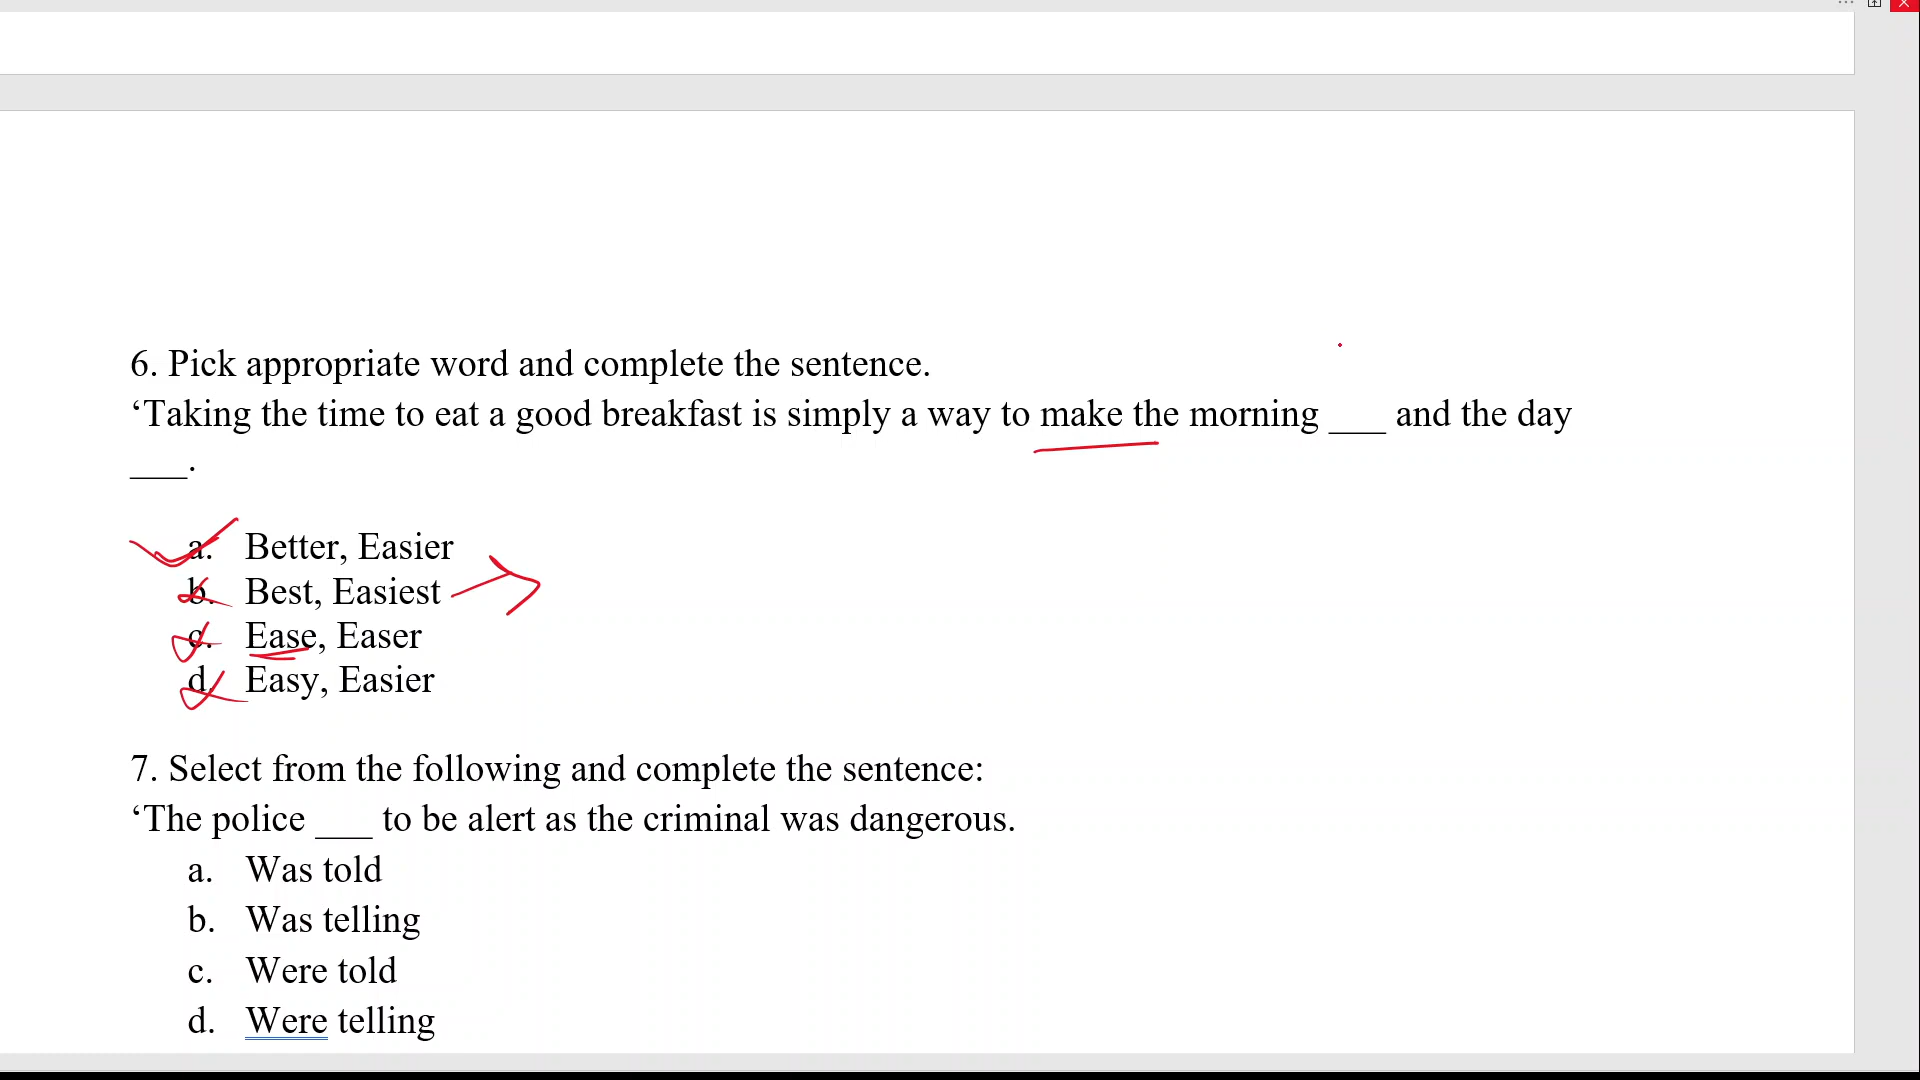 6. Pick appropriate word and complete the sentence.
‘Taking the time to eat a good breakfast is simply a way to make the morning ___ and the day
___.
a. Better, Easier
b. Best, Easiest
c. Ease, Easer
d. Easy, Easier
7. Select from the following and complete the sentence:
‘The police ___ to be alert as the criminal was dangerous.
a. Was told
b. Was telling
c. Were told
d. Were telling